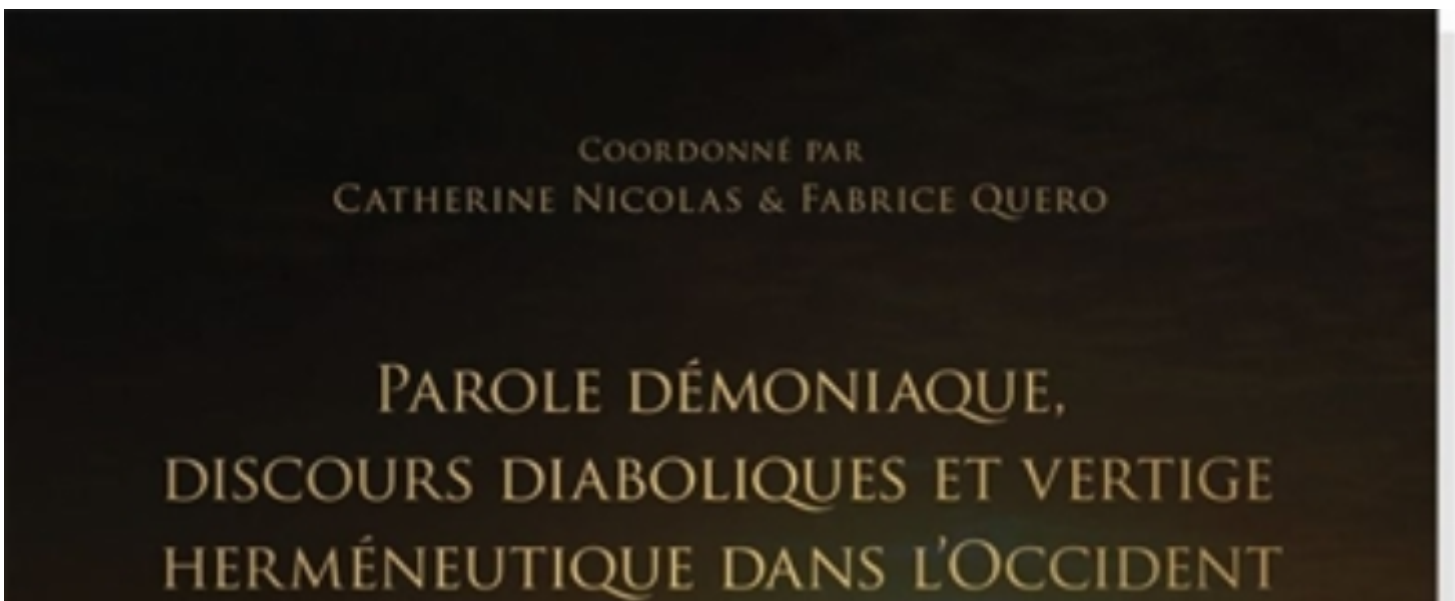 Coordonné par
Catherine Nicolas & Fabrice Quero
Parole démoniaque,
discours diaboliques et vertige
herméneutique dans l'Occident